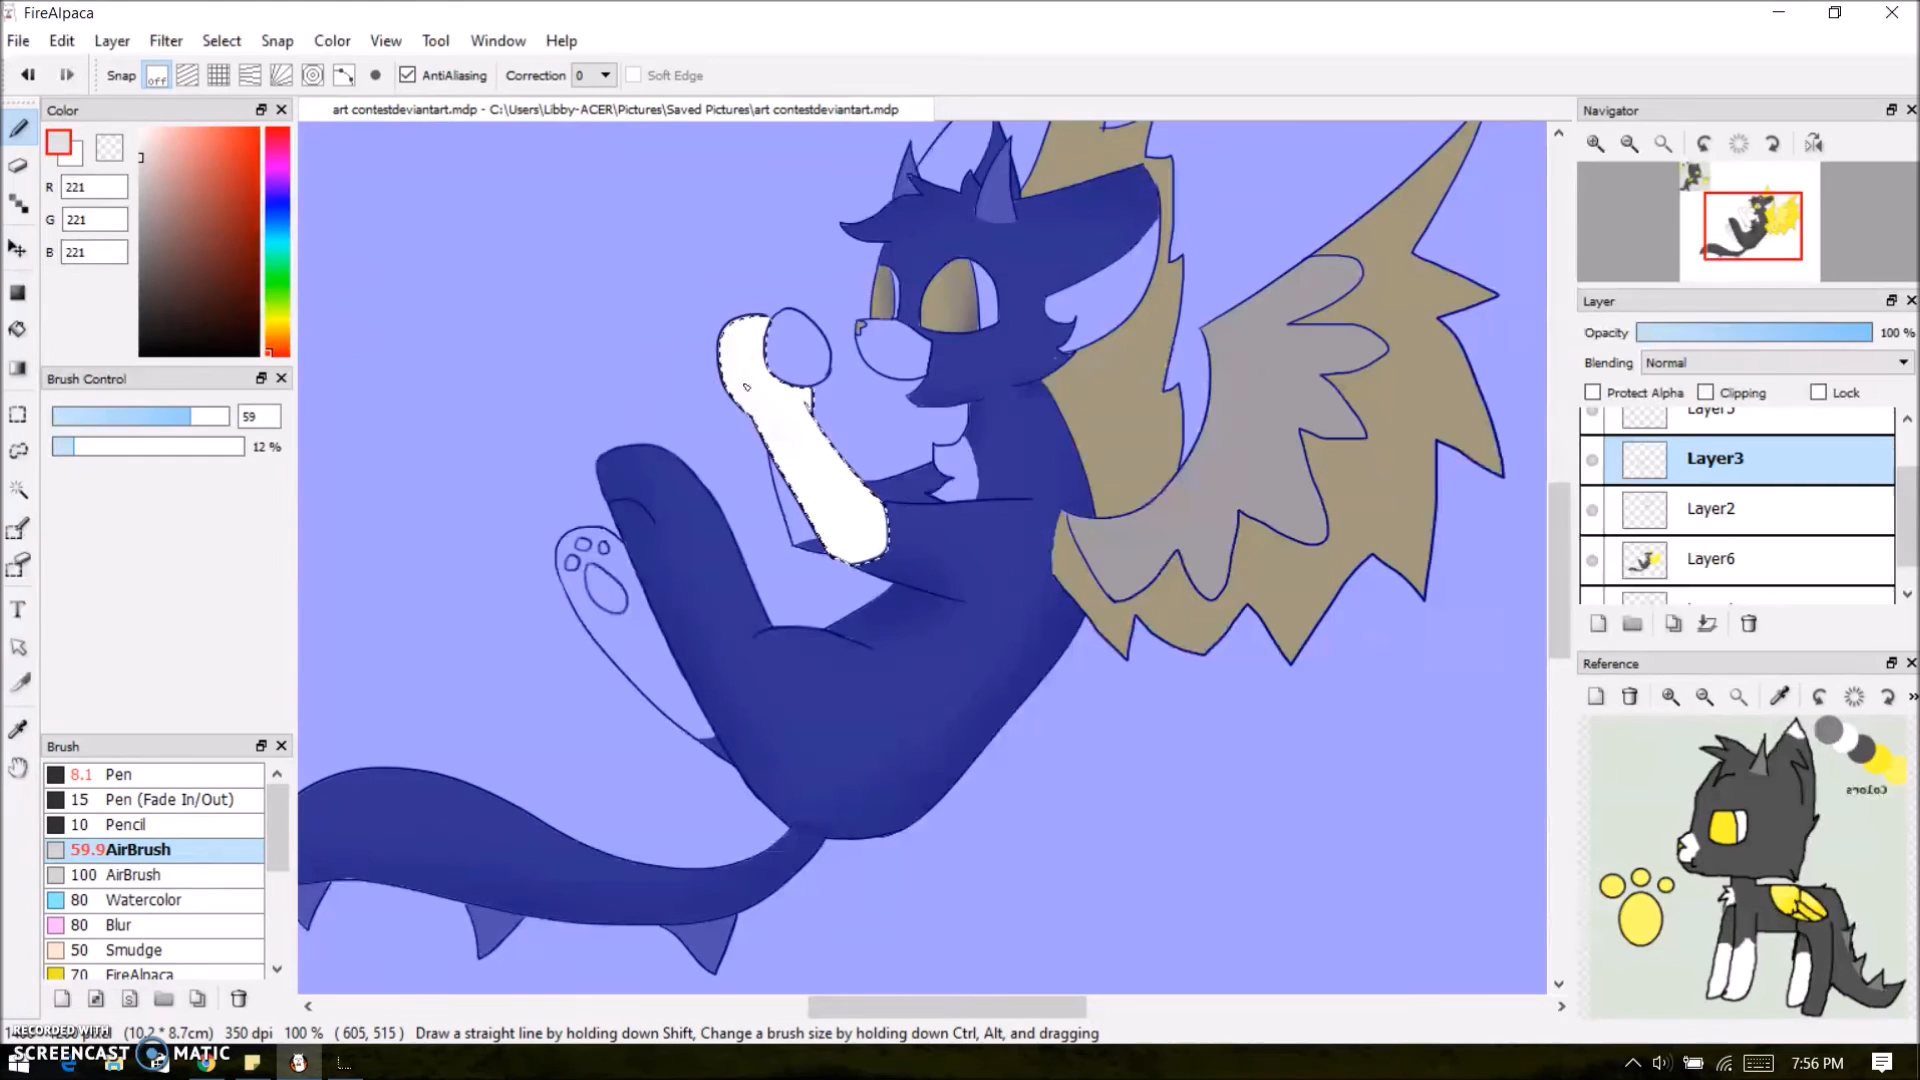 FireAlpaca
File Edit Layer Filter Select Snap Color View Tool Window Help
Snap off AntiAliasing Correction 0 Soft Edge
Color
art contestdeviantart.mdp - C:\Users\Libby-ACER\Pictures\Saved Pictures\art contestdeviantart.mdp
Navigator
R 221
G 221
B 221
Layer
Opacity 100 %
Blending Normal
Protect Alpha Clipping Lock
Brush Control
59
12 %
Layer3
Layer2
Layer6
Reference
Colors
Brush
8.1 Pen
15 Pen (Fade In/Out)
10 Pencil
59.9 AirBrush
100 AirBrush
80 Watercolor
80 Blur
50 Smudge
70 FireAlpaca
pixel (10.2 * 8.7cm) 350 dpi 100 % ( 605, 515 ) Draw a straight line by holding down Shift, Change a brush size by holding down Ctrl, Alt, and dragging
RECORDED WITH
SCREENCAST MATIC
7:56 PM